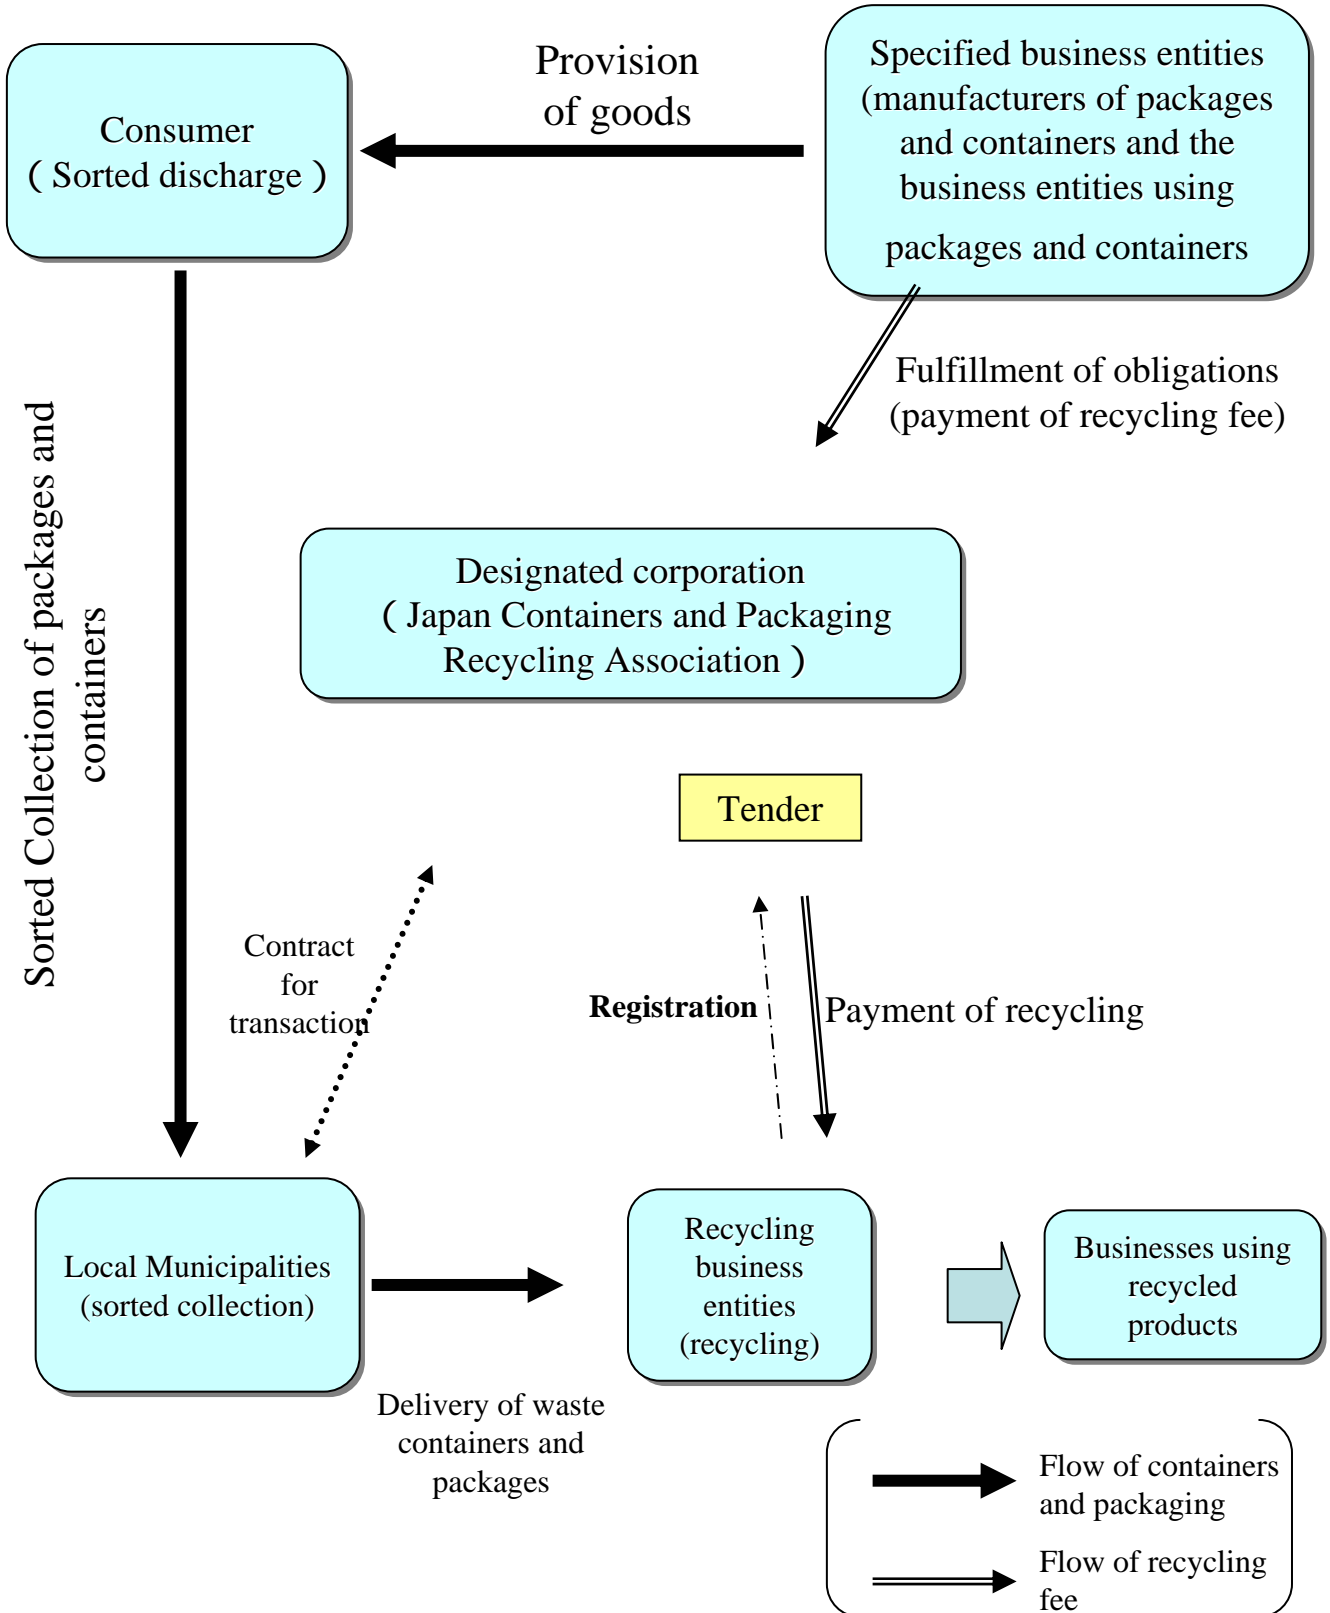 Provision
of goods
Consumer
( Sorted discharge )
Specified business entities
(manufacturers of packages
and containers and the
business entities using
packages and containers
Fulfillment of obligations
(payment of recycling fee)
Sorted Collection of packages and
containers
Designated corporation
( Japan Containers and Packaging
Recycling Association )
Tender
Contract
for
transaction
Registration
Payment of recycling
Local Municipalities
(sorted collection)
Recycling
business
entities
(recycling)
Businesses using
recycled
products
Delivery of waste
containers and
packages
Flow of containers
and packaging
Flow of recycling
fee